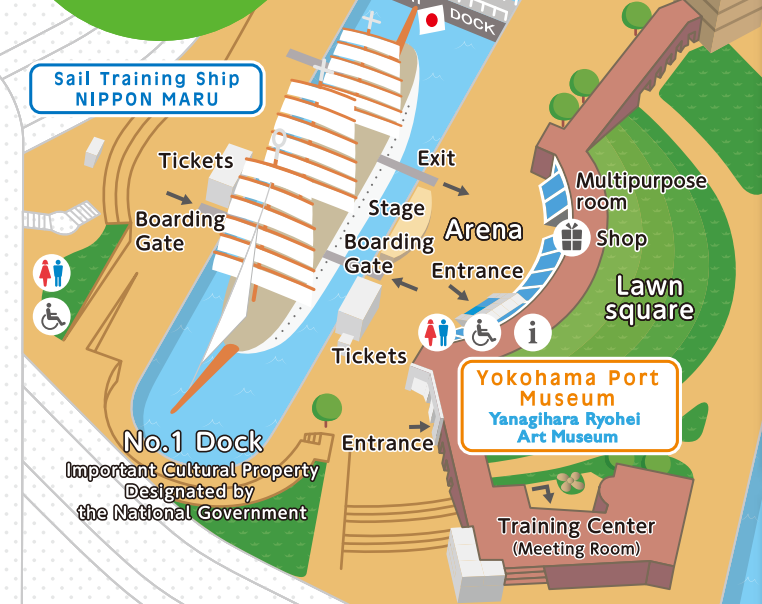 DOCK
Sail Training Ship
NIPPON MARU
Tickets
Exit
Boarding
Gate
Stage
Arena
Multipurpose
room
Shop
Boarding
Gate
Entrance
Lawn
square
i
Tickets
Yokohama Port
Museum
Yanagihara Ryohei
Art Museum
No.1 Dock
Important Cultural Property
Designated by
the National Government
Entrance
Training Center
(Meeting Room)